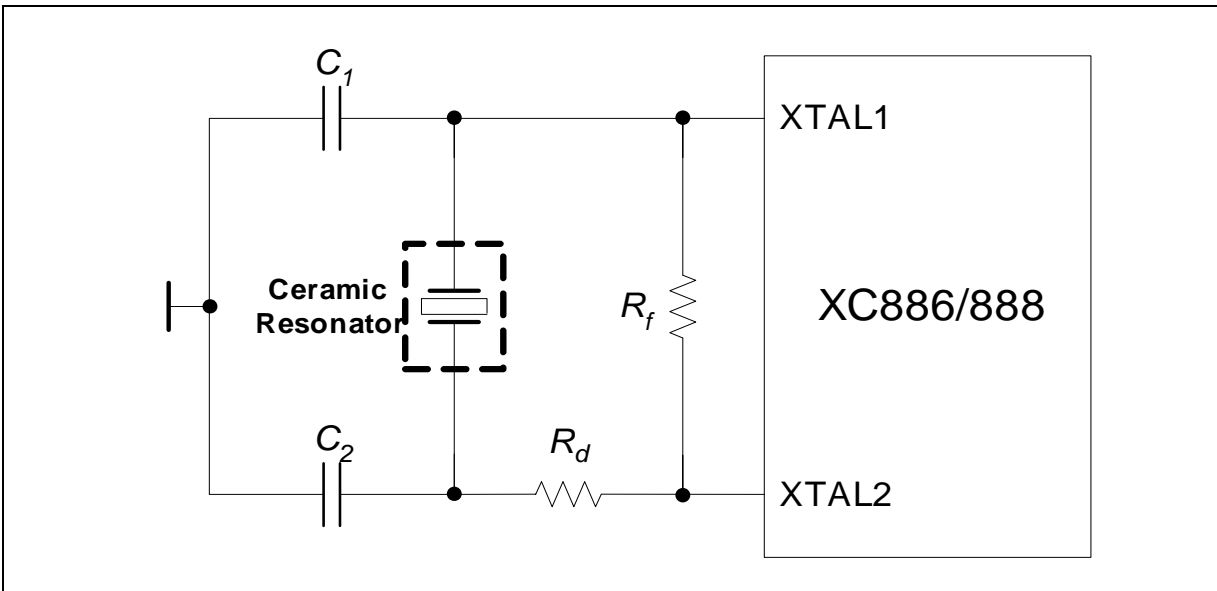 C1
XTAL1
Ceramic
Resonator
Rf
XC886/888
C2
Rd
XTAL2